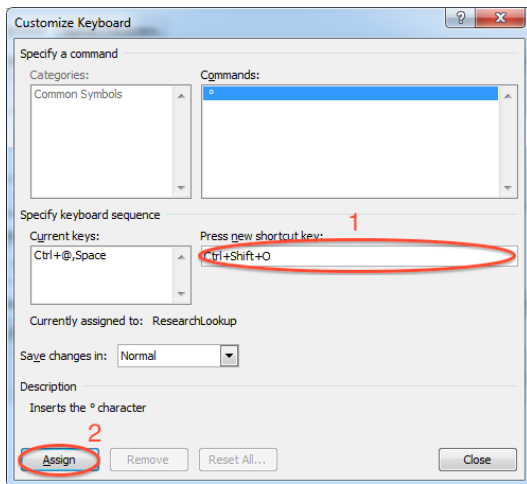 Customize Keyboard
?
X
Specify a command
Categories:
Commands:
Common Symbols
°
Specify keyboard sequence
1
Current keys:
Press new shortcut key:
Ctrl+@,Space
Ctrl+Shift+O
Currently assigned to: ResearchLookup
Save changes in: Normal
Description
Inserts the ° character
2
Assign
Remove
Reset All...
Close